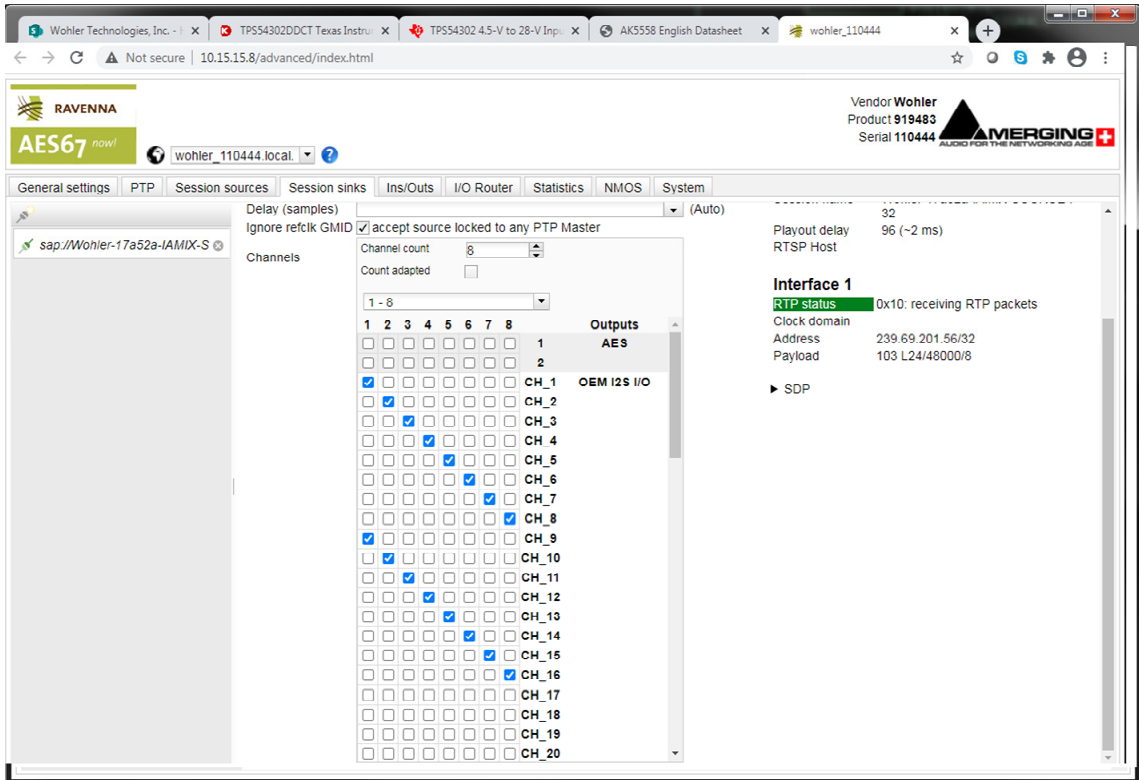 Wohler Technologies, Inc. - H
TPS54302DDCT Texas Instru
TPS54302 4.5-V to 28-V Inpu
AK5558 English Datasheet
wohler_110444
Not secure | 10.15.15.8/advanced/index.html
RAVENNA
AES67 now!
wohler_110444.local.
?
Vendor Wohler
Product 919483
Serial 110444
MERGING
AUDIO FOR THE NETWORKING AGE
General settings PTP Session sources Session sinks Ins/Outs I/O Router Statistics NMOS System
sap://Wohler-17a52a-IAMIX-S
Delay (samples) (Auto)
Ignore refclk GMID accept source locked to any PTP Master
Channels
Channel count 8
Count adapted
1 - 8
1 2 3 4 5 6 7 8 Outputs
1 AES
2
CH_1 OEM I2S I/O
CH_2
CH_3
CH_4
CH_5
CH_6
CH_7
CH_8
CH_9
CH_10
CH_11
CH_12
CH_13
CH_14
CH_15
CH_16
CH_17
CH_18
CH_19
CH_20
32
Playout delay 96 (~2 ms)
RTSP Host
Interface 1
RTP status 0x10: receiving RTP packets
Clock domain
Address 239.69.201.56/32
Payload 103 L24/48000/8
SDP